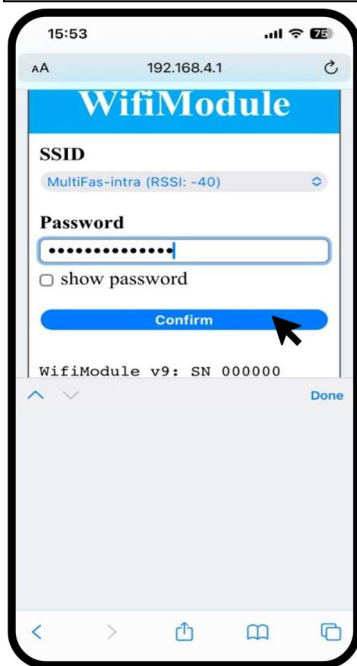 15:53
75
AA 192.168.4.1
WifiModule
SSID
MultiFas-intra (RSSI: -40)
Password
••••••••••••••
show password
Confirm
WifiModule v9: SN 000000
Done